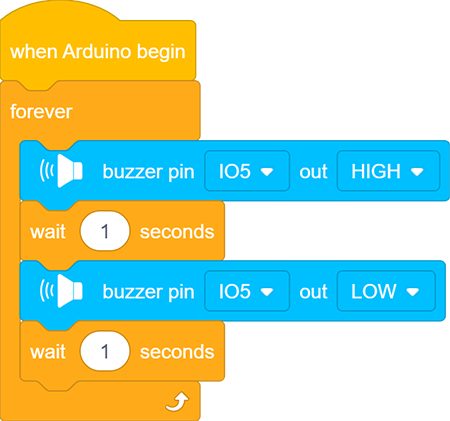 when Arduino begin
forever
buzzer pin IO5 out HIGH
wait 1 seconds
buzzer pin IO5 out LOW
wait 1 seconds